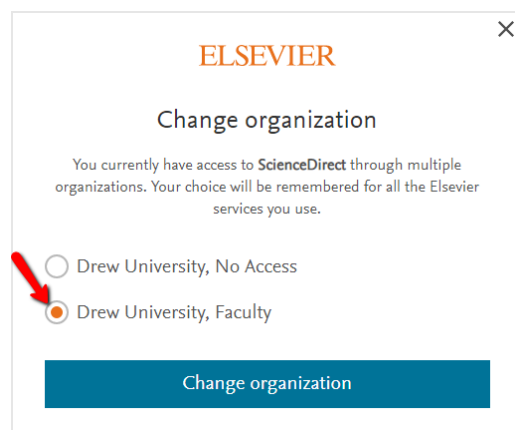 ELSEVIER
Change organization
You currently have access to ScienceDirect through multiple
organizations. Your choice will be remembered for all the Elsevier
services you use.
Drew University, No Access
Drew University, Faculty
Change organization